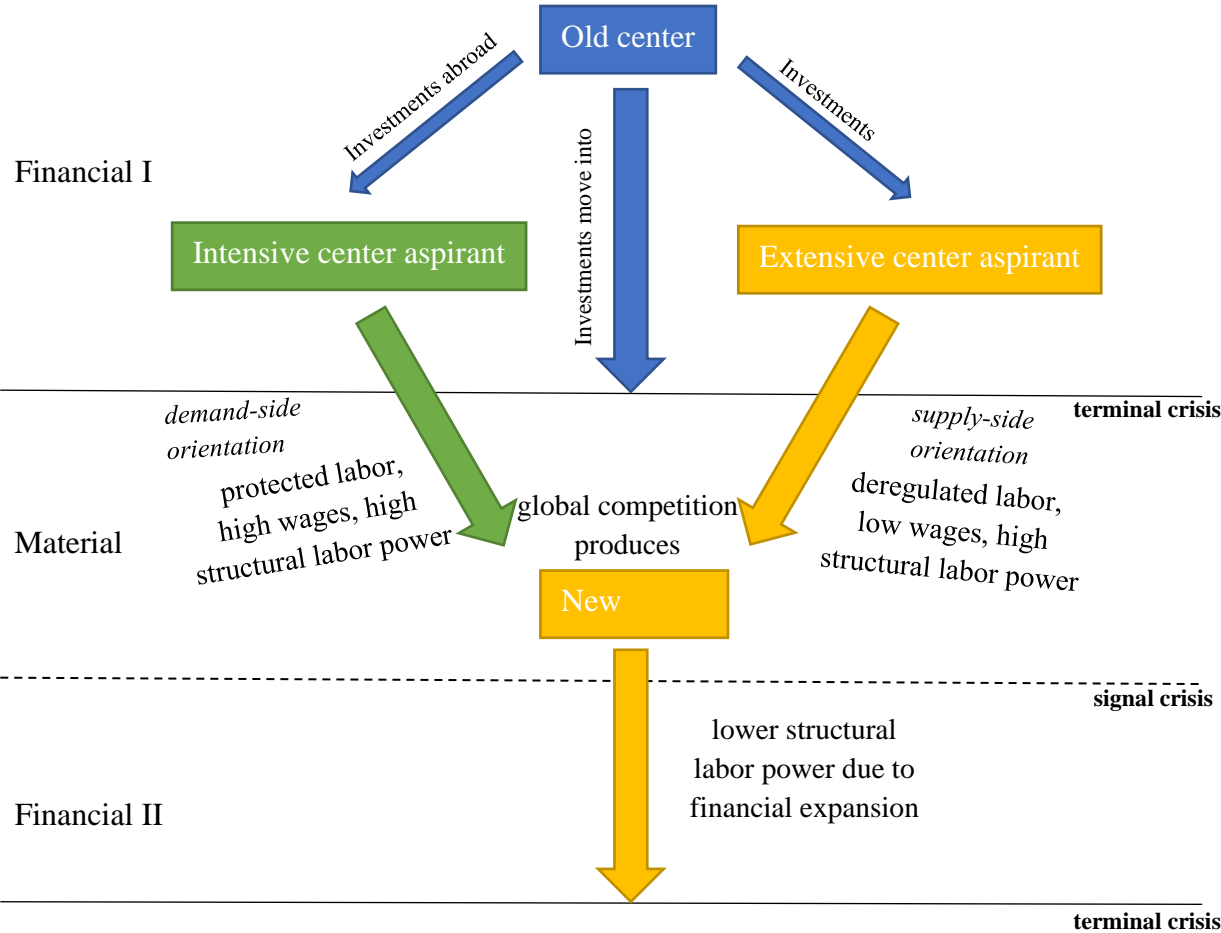 Old center
Investments abroad
Investments move into
Investments
Financial I
Intensive center aspirant
Extensive center aspirant
terminal crisis
demand-side
orientation
protected labor,
high wages, high
structural labor power
supply-side
orientation
deregulated labor,
low wages, high
structural labor power
Material
global competition
produces
New
signal crisis
lower structural
labor power due to
financial expansion
Financial II
terminal crisis